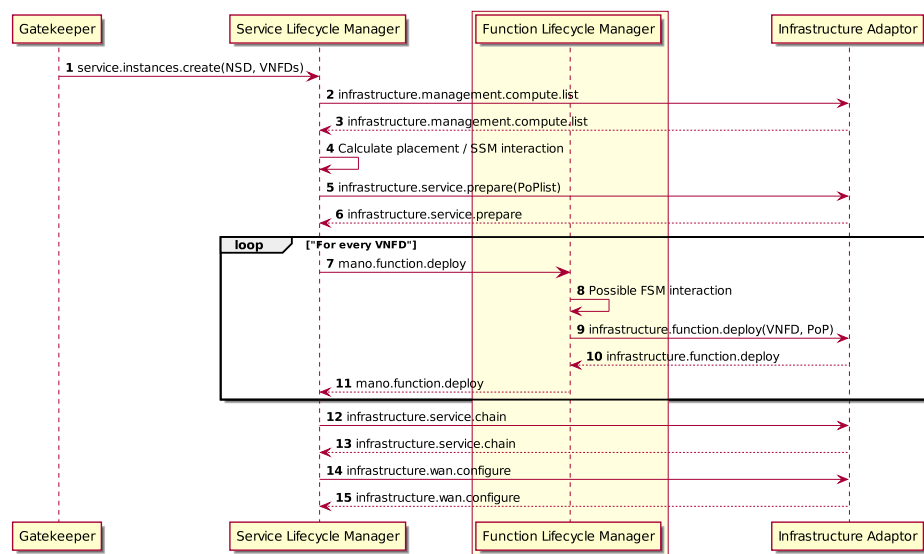 Gatekeeper
Service Lifecycle Manager
Function Lifecycle Manager
Infrastructure Adaptor
1 service.instances.create(NSD, VNFDs)
2 infrastructure.management.compute.list
3 infrastructure.management.compute.list
4 Calculate placement / SSM interaction
5 infrastructure.service.prepare(PoPlist)
6 infrastructure.service.prepare
loop ["For every VNFD"]
7 mano.function.deploy
8 Possible FSM interaction
9 infrastructure.function.deploy(VNFD, PoP)
10 infrastructure.function.deploy
11 mano.function.deploy
12 infrastructure.service.chain
13 infrastructure.service.chain
14 infrastructure.wan.configure
15 infrastructure.wan.configure
Gatekeeper
Service Lifecycle Manager
Function Lifecycle Manager
Infrastructure Adaptor